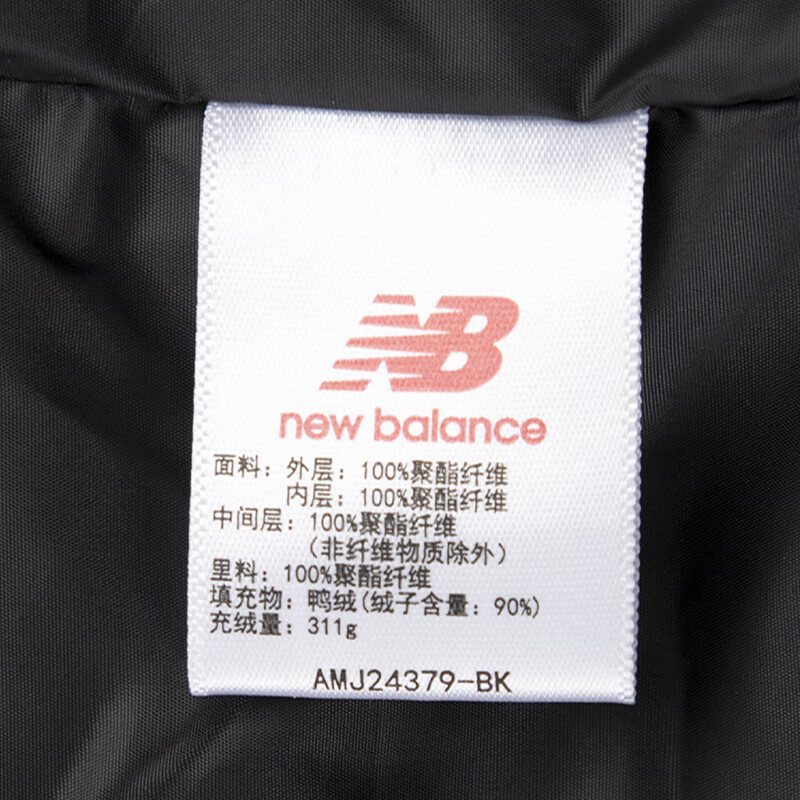 NB
new balance
面料：外层：100%聚酯纤维
内层：100%聚酯纤维
中间层：100%聚酯纤维
（非纤维物质除外）
里料：100%聚酯纤维
填充物：鸭绒(绒子含量：90%)
充绒量：311g
AMJ24379-BK